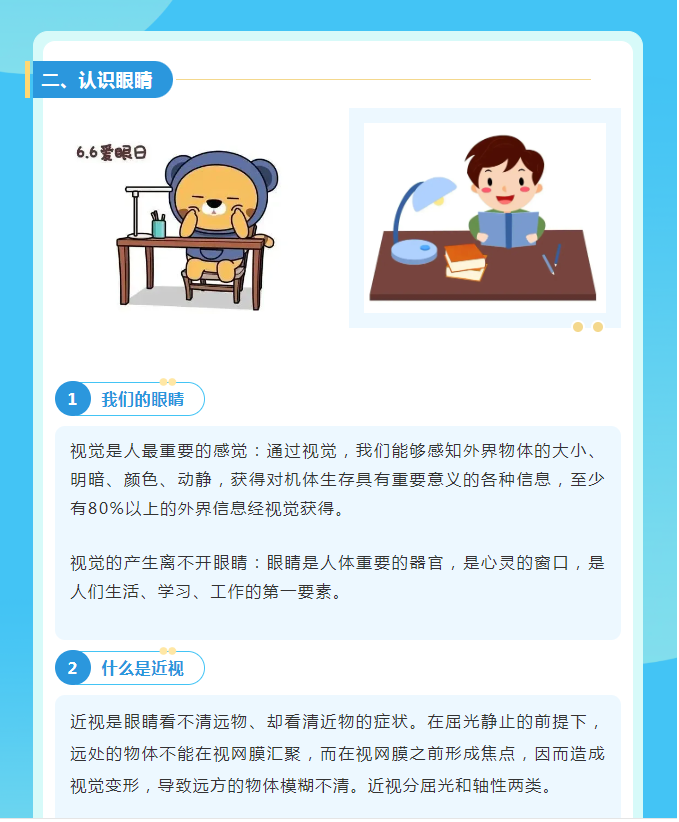 二、认识眼睛
6.6爱眼日
1 我们的眼睛
视觉是人最重要的感觉：通过视觉，我们能够感知外界物体的大小、
明暗、颜色、动静，获得对机体生存具有重要意义的各种信息，至少
有80%以上的外界信息经视觉获得。
视觉的产生离不开眼睛：眼睛是人体重要的器官，是心灵的窗口，是
人们生活、学习、工作的第一要素。
2 什么是近视
近视是眼睛看不清远物、却看清近物的症状。在屈光静止的前提下，
远处的物体不能在视网膜汇聚，而在视网膜之前形成焦点，因而造成
视觉变形，导致远方的物体模糊不清。近视分屈光和轴性两类。